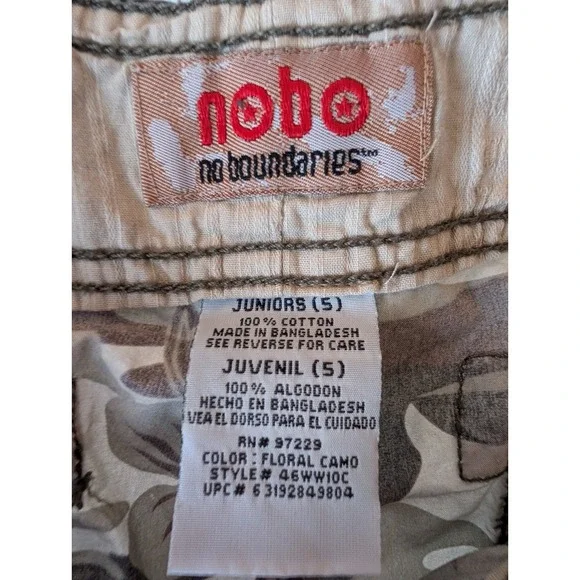 nobo
no boundaries™
JUNIORS (5)
100% COTTON
MADE IN BANGLADESH
SEE REVERSE FOR CARE
JUVENIL (5)
100% ALGODON
HECHO EN BANGLADESH
VEA EL DORSO PARA EL CUIDADO
RN# 97229
COLOR : FLORAL CAMO
STYLE# 46WW10C
UPC# 63192849804